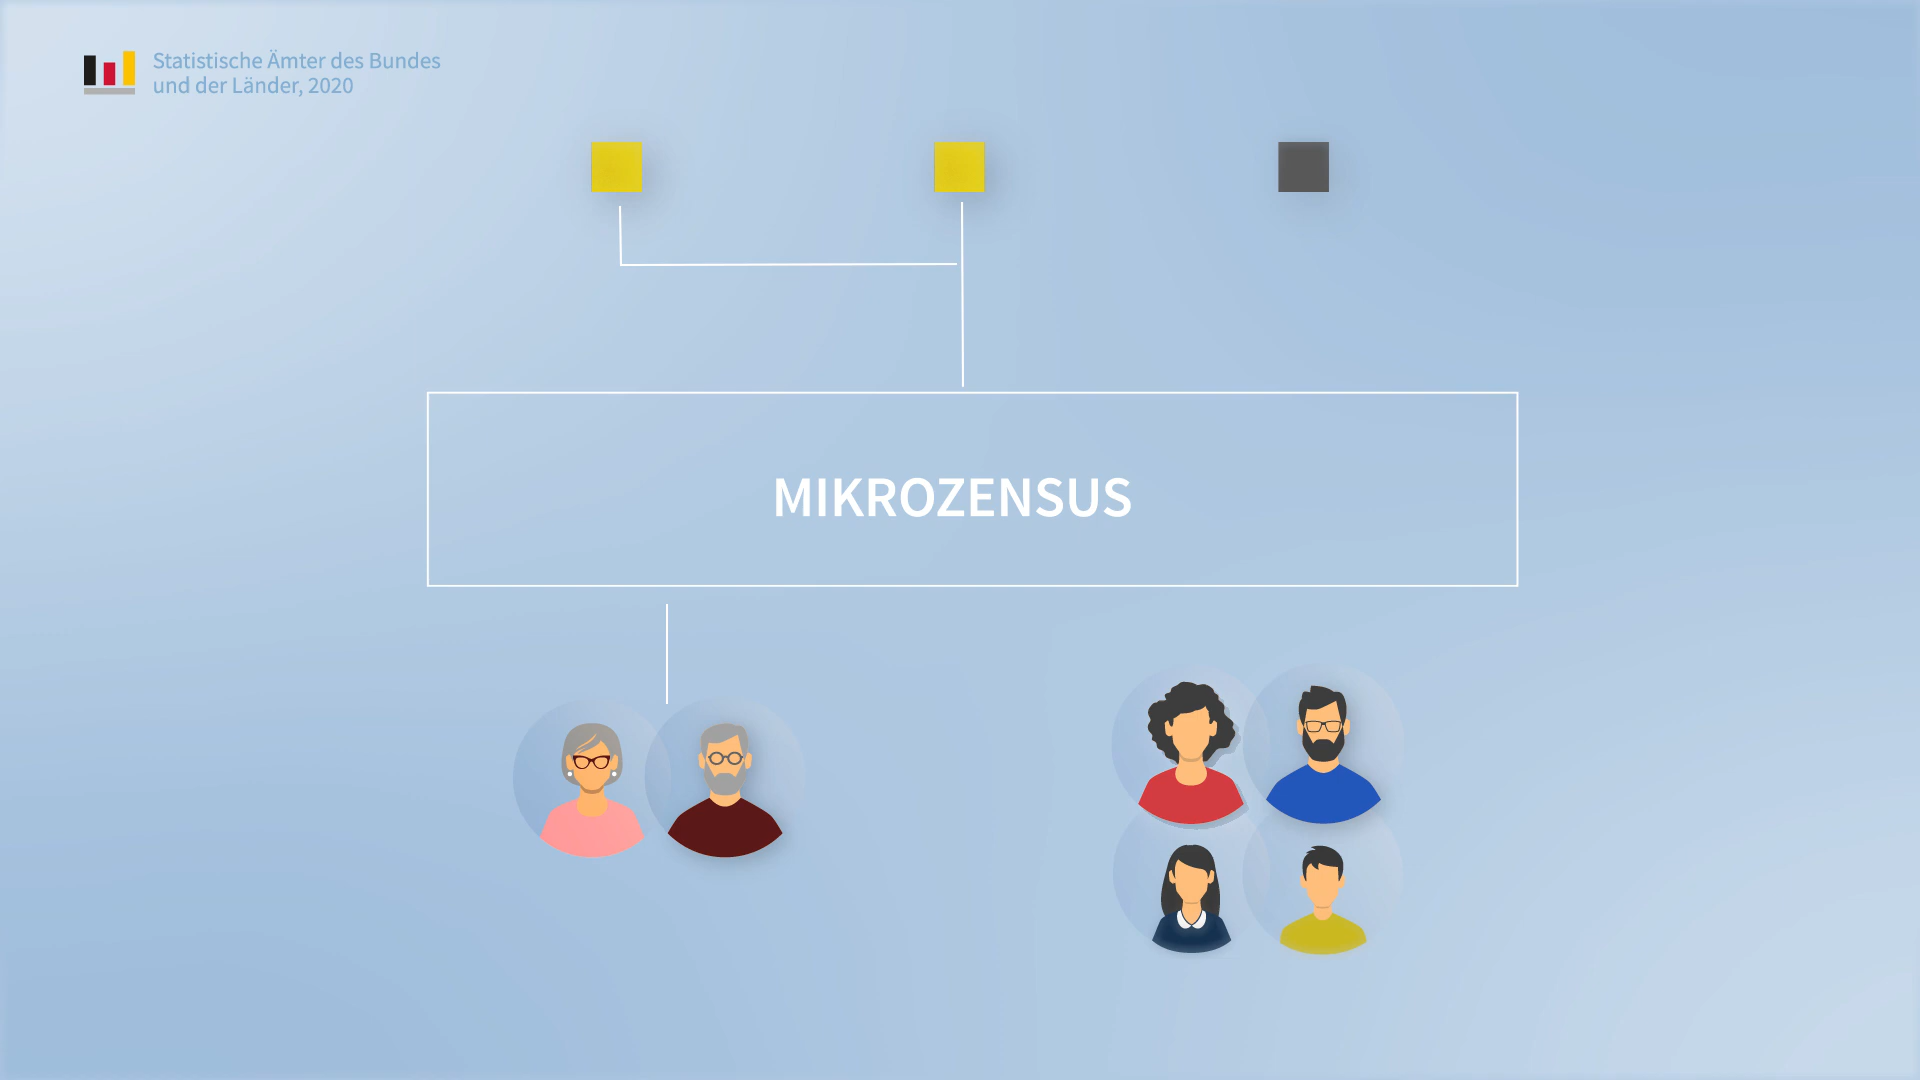 Statistische Ämter des Bundes
und der Länder, 2020
MIKROZENSUS